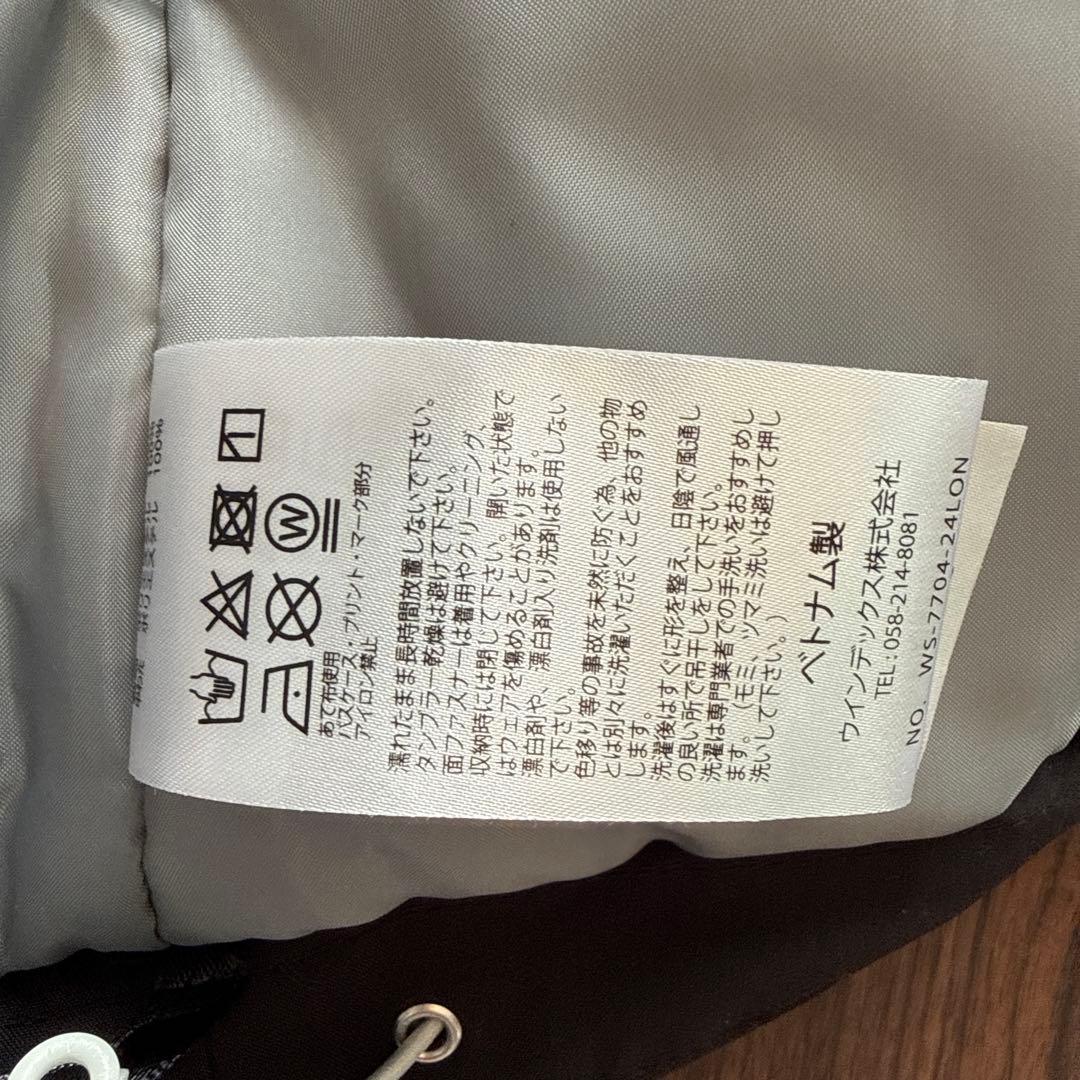 100%
100%
W
あて布使用
パスケース・プリント・マーク部分
アイロン禁止
濡れたまま長時間放置しないで下さい。
タンブラー乾燥は避けて下さい。
面ファスナーは着用やクリーニング、
収納時には閉じて下さい。開いた状態で
はウェアを傷めることがあります。
漂白剤や、漂白剤入り洗剤は使用しない
で下さい。
色移り等の事故を未然に防ぐ為、他の物
とは別々に洗濯いただくことをおすすめ
します。
洗濯後はすぐに形を整え、日陰で風通し
の良い所で吊干しをして下さい。
洗濯は専門業者での手洗いをおすすめし
ます。(モミ、ツマミ洗いは避けて押し
洗いして下さい。)
ベトナム製
ウインデックス株式会社
TEL:058-214-8081
NO. WS-7704-24LON